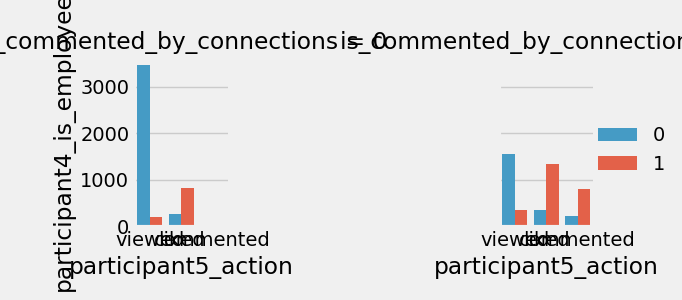 _commented_by_connections = 0
is_commented_by_connection
participant4_is_employee
3000
2000
1000
0
0
1
viewed
commented
viewed
commented
participant5_action
participant5_action